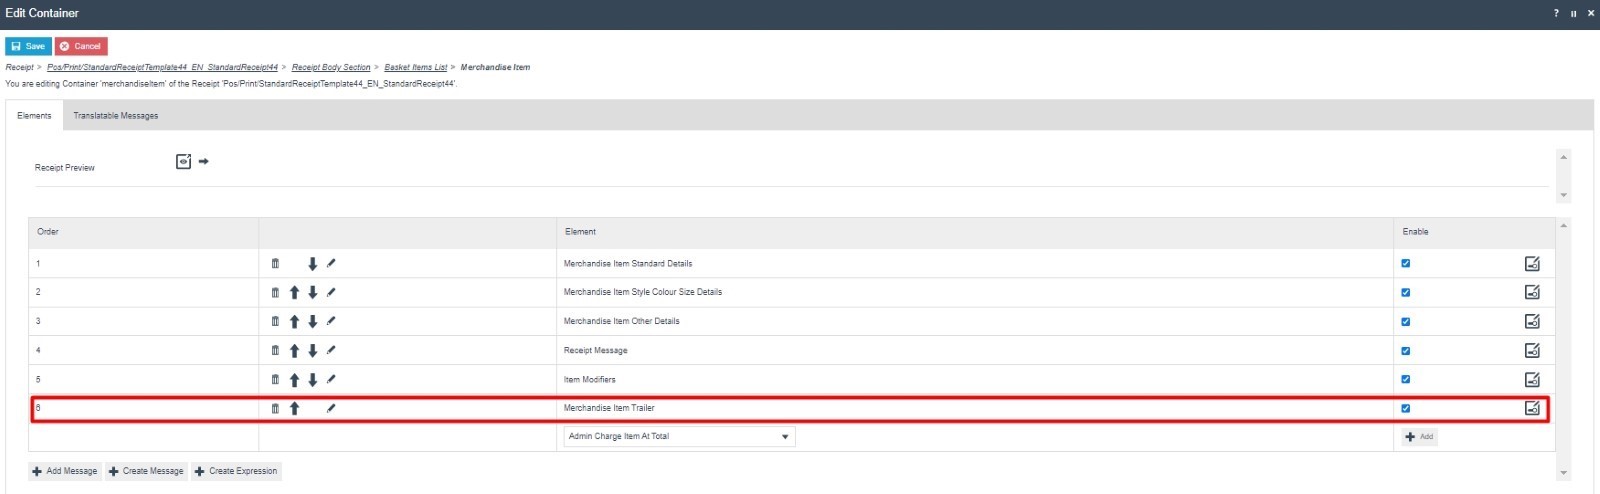 Edit Container
? II ×
Save Cancel
Receipt > Pos/Print/StandardReceiptTemplate44_EN_StandardReceipt44 > Receipt Body Section > Basket Items List > Merchandise Item
You are editing Container 'merchandiseItem' of the Receipt 'Pos/Print/StandardReceiptTemplate44_EN_StandardReceipt44'.
Elements Translatable Messages
Receipt Preview
Order Element Enable
1 Merchandise Item Standard Details
2 Merchandise Item Style Colour Size Details
3 Merchandise Item Other Details
4 Receipt Message
5 Item Modifiers
6 Merchandise Item Trailer
Admin Charge Item At Total Add
Add Message Create Message Create Expression